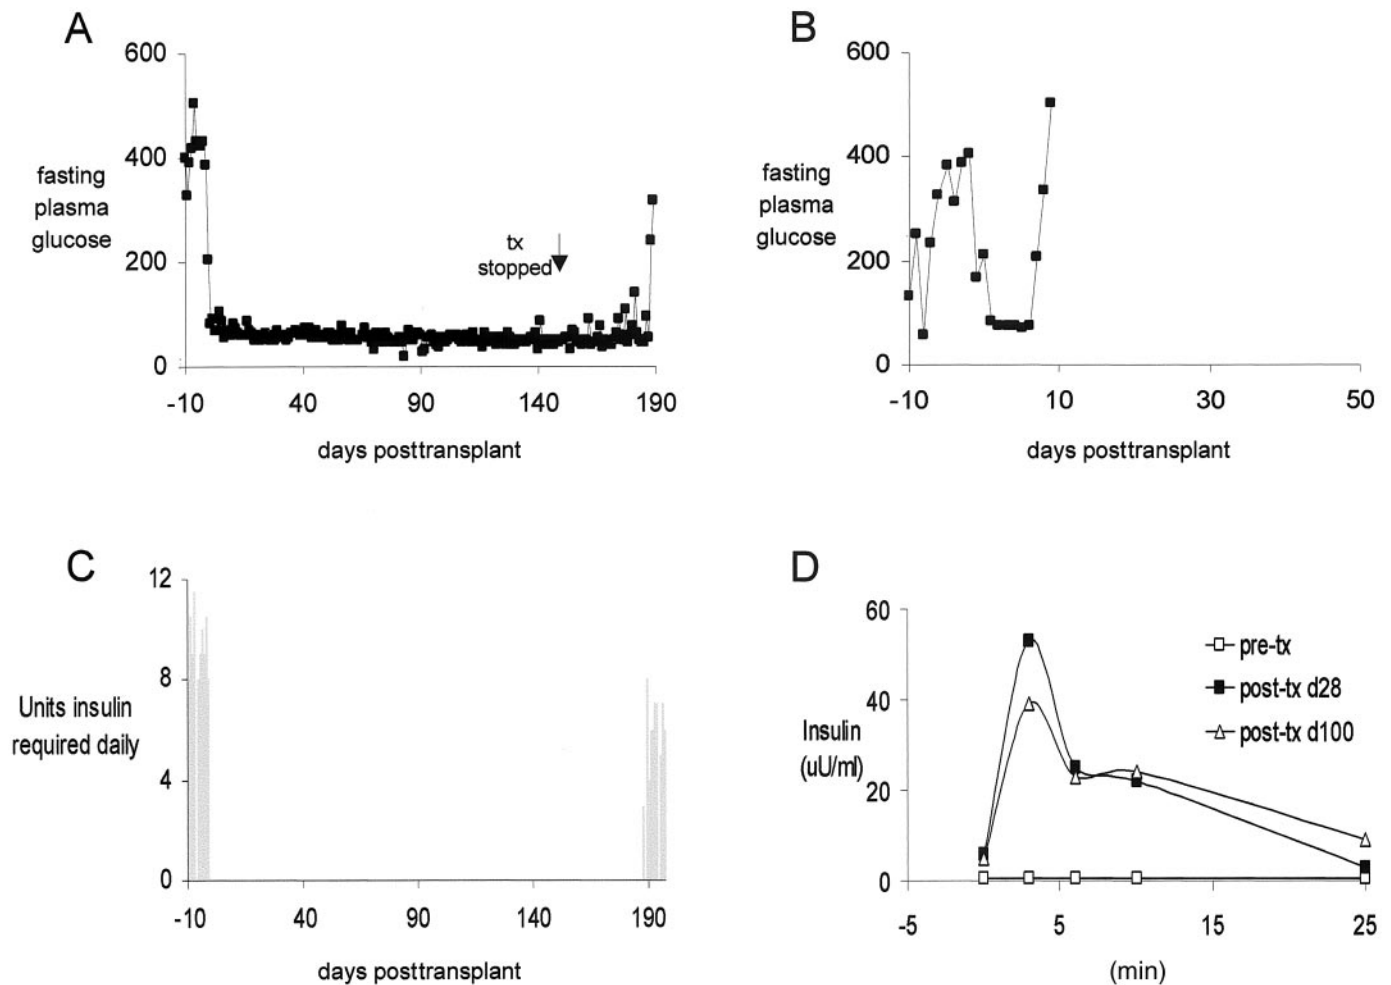 A
600
400
200
0
fasting
plasma
glucose
tx
stopped
-10
40
90
140
190
days posttransplant
B
600
400
200
0
fasting
plasma
glucose
-10
10
30
50
days posttransplant
C
12
8
4
0
Units insulin
required daily
-10
40
90
140
190
days posttransplant
D
60
40
20
0
Insulin
(uU/ml)
pre-tx
post-tx d28
post-tx d100
-5
5
15
25
(min)